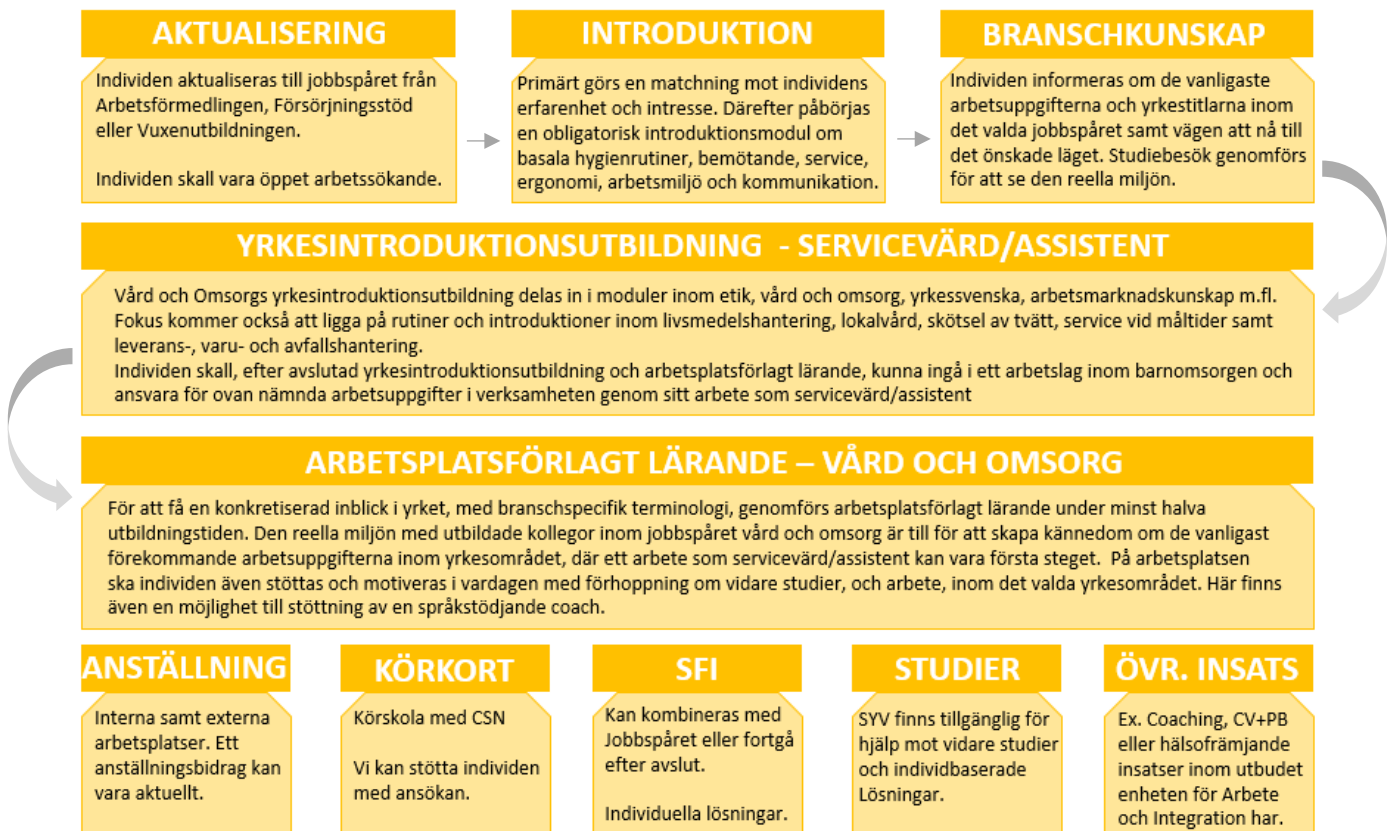 AKTUALISERING
Individen aktualiseras till jobbspåret från
Arbetsförmedlingen, Försörjningsstöd
eller Vuxenutbildningen.
Individen skall vara öppet arbetssökande.
INTRODUKTION
Primärt görs en matchning mot individens
erfarenhet och intresse. Därefter påbörjas
en obligatorisk introduktionsmodul om
basala hygienrutiner, bemötande, service,
ergonomi, arbetsmiljö och kommunikation.
BRANSCHKUNSKAP
Individen informeras om de vanligaste
arbetsuppgifterna och yrkestitlarna inom
det valda jobbspåret samt vägen att nå till
det önskade läget. Studiebesök genomförs
för att se den reella miljön.
YRKESINTRODUKTIONSUTBILDNING - SERVICEVÄRD/ASSISTENT
Vård och Omsorgs yrkesintroduktionsutbildning delas in i moduler inom etik, vård och omsorg, yrkessvenska, arbetsmarknadskunskap m.fl.
Fokus kommer också att ligga på rutiner och introduktioner inom livsmedelshantering, lokalvård, skötsel av tvätt, service vid måltider samt
leverans-, varu- och avfallshantering.
Individen skall, efter avslutad yrkesintroduktionsutbildning och arbetsplatsförlagt lärande, kunna ingå i ett arbetslag inom barnomsorgen och
ansvara för ovan nämnda arbetsuppgifter i verksamheten genom sitt arbete som servicevärd/assistent
ARBETSPLATSFÖRLAGT LÄRANDE – VÅRD OCH OMSORG
För att få en konkretiserad inblick i yrket, med branschspecifik terminologi, genomförs arbetsplatsförlagt lärande under minst halva
utbildningstiden. Den reella miljön med utbildade kollegor inom jobbspåret vård och omsorg är till för att skapa kännedom om de vanligast
förekommande arbetsuppgifterna inom yrkesområdet, där ett arbete som servicevärd/assistent kan vara första steget. På arbetsplatsen
ska individen även stöttas och motiveras i vardagen med förhoppning om vidare studier, och arbete, inom det valda yrkesområdet. Här finns
även en möjlighet till stöttning av en språkstödjande coach.
ANSTÄLLNING
Interna samt externa
arbetsplatser. Ett
anställningsbidrag kan
vara aktuellt.
KÖRKORT
Körskola med CSN
Vi kan stötta individen
med ansökan.
SFI
Kan kombineras med
Jobbspåret eller fortgå
efter avslut.
Individuella lösningar.
STUDIER
SYV finns tillgänglig för
hjälp mot vidare studier
och individbaserade
Lösningar.
ÖVR. INSATS
Ex. Coaching, CV+PB
eller hälsofrämjande
insatser inom utbudet
enheten för Arbete
och Integration har.